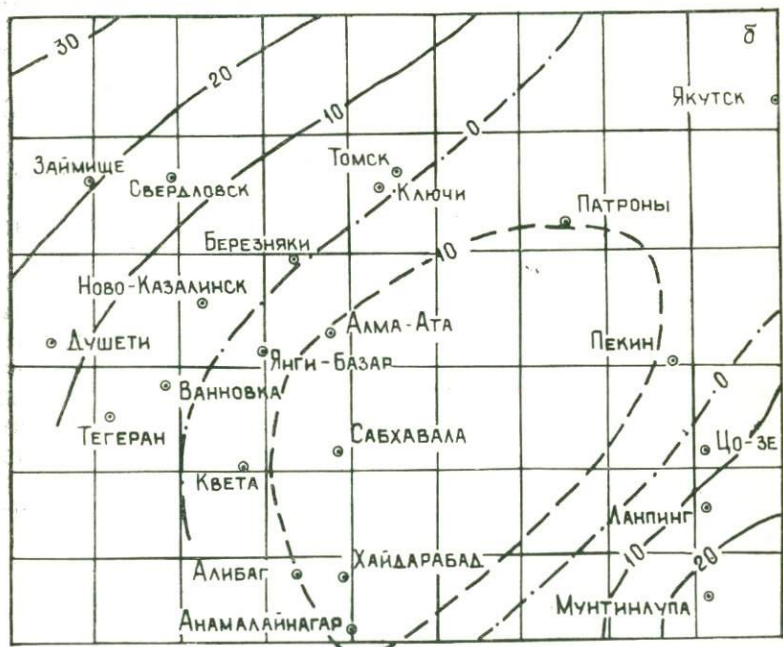 30
20
10
0
б
Якутск
Займище
Свердловск
Томск
Ключи
Патроны
Березняки
10
Ново-Казалинск
Алма-Ата
Душети
Янги-базар
Пекин
Ванновка
0
Тегеран
Сабхавала
Цо-зе
Квета
Ланпинг
Алибаг
Хайдарабад
10
20
Мунтинлупа
Анамалайнагар